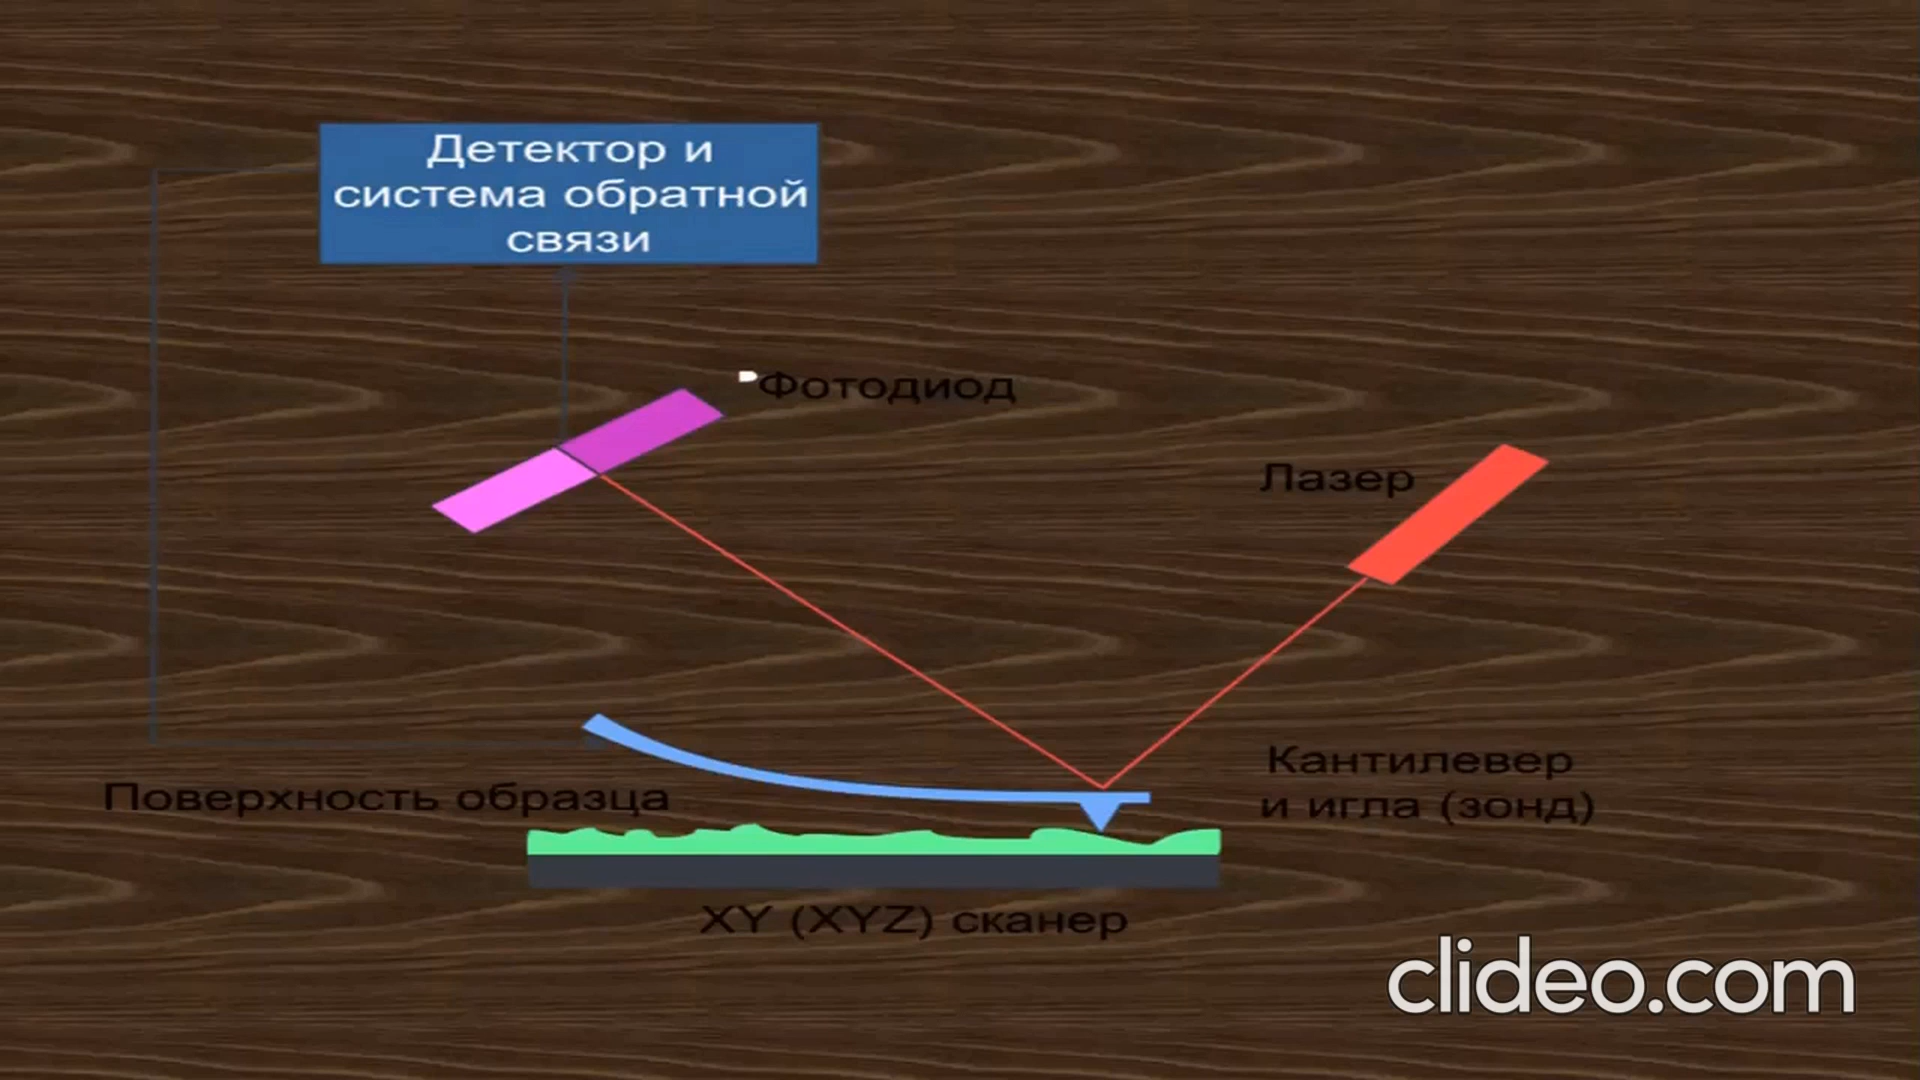 Детектор и
система обратной
связи
Фотодиод
Лазер
Кантилевер
и игла (зонд)
Поверхность образца
XY (XYZ) сканер
clideo.com